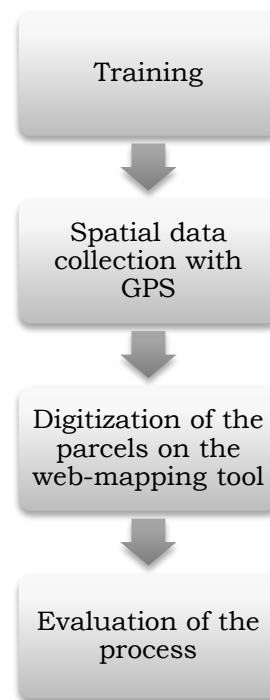 Training
Spatial data
collection with
GPS
Digitization of the
parcels on the
web-mapping tool
Evaluation of the
process